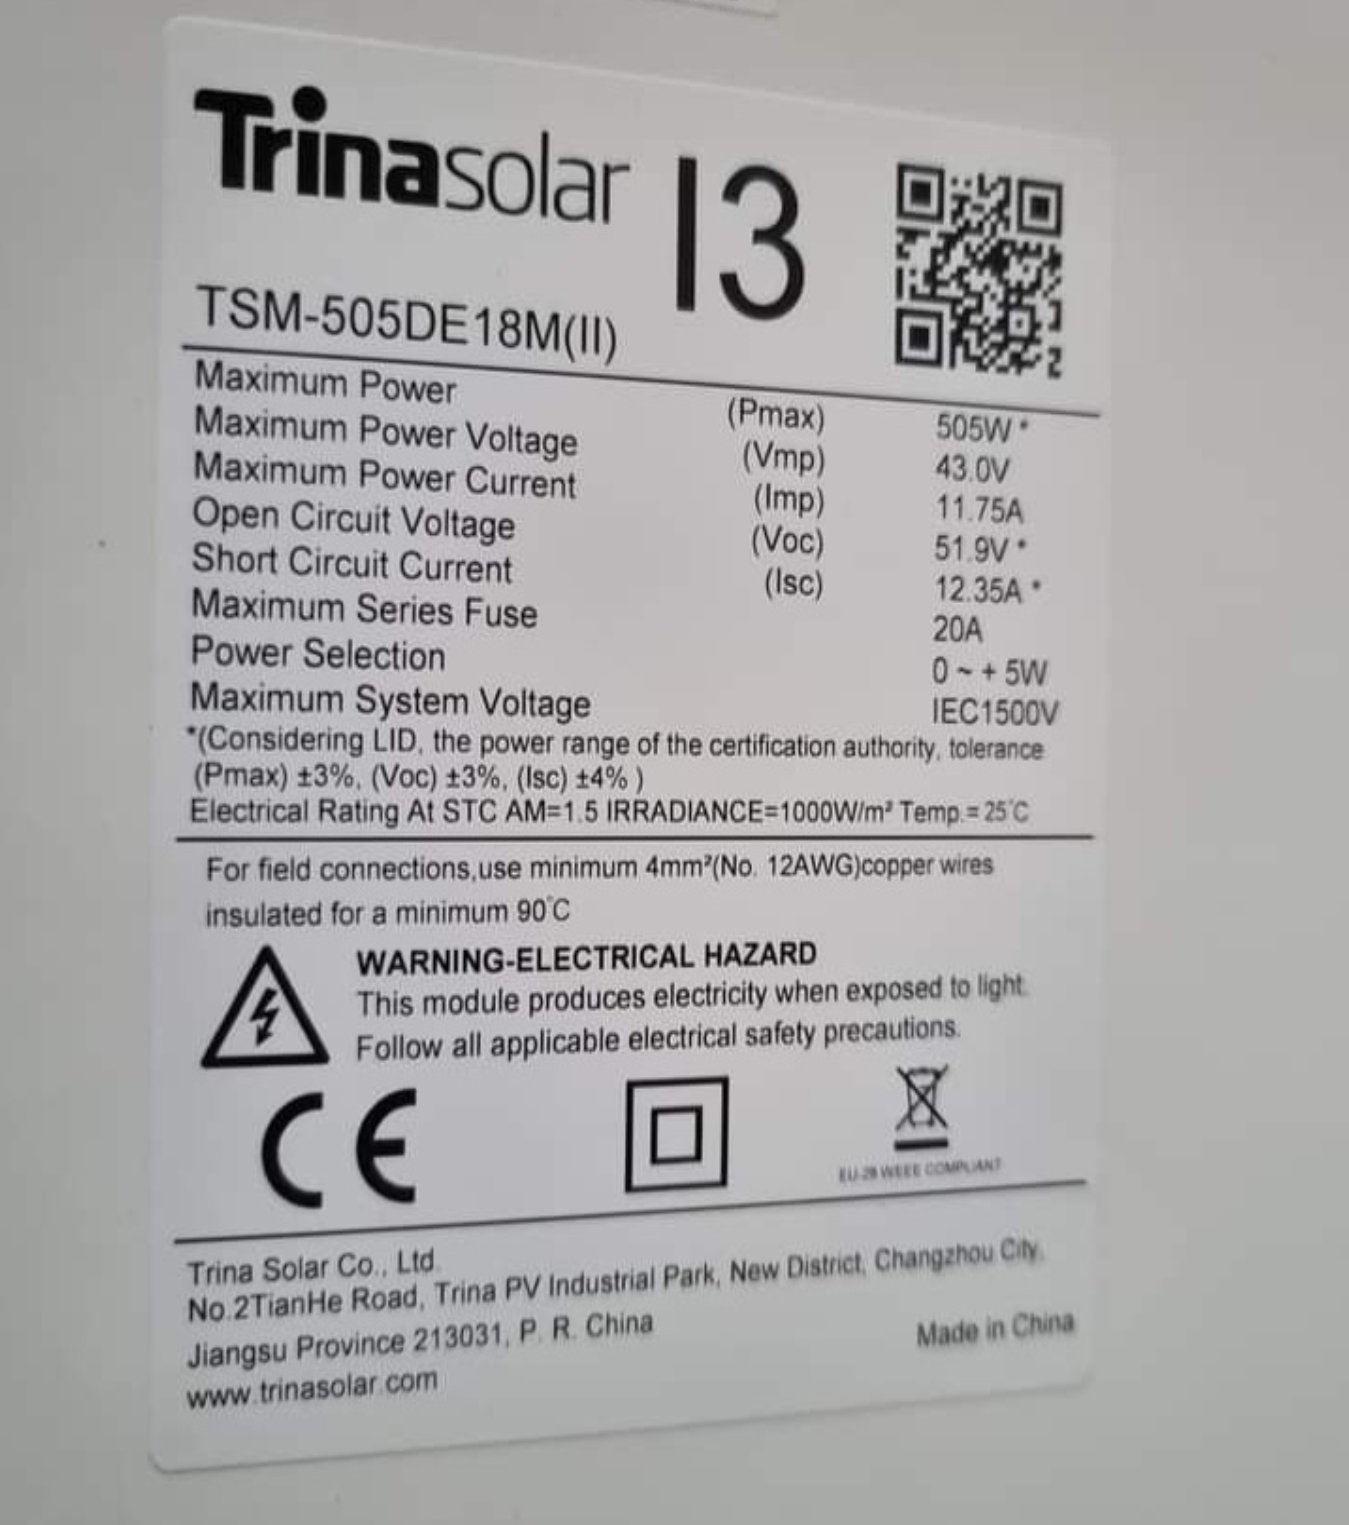 Trinasolar I3
TSM-505DE18M(II)
Maximum Power (Pmax) 505W *
Maximum Power Voltage (Vmp) 43.0V
Maximum Power Current (Imp) 11.75A
Open Circuit Voltage (Voc) 51.9V *
Short Circuit Current (Isc) 12.35A *
Maximum Series Fuse 20A
Power Selection 0 ~ + 5W
Maximum System Voltage IEC1500V
*(Considering LID, the power range of the certification authority, tolerance
(Pmax) ±3%, (Voc) ±3%, (Isc) ±4% )
Electrical Rating At STC AM=1.5 IRRADIANCE=1000W/m² Temp.= 25℃
For field connections,use minimum 4mm²(No. 12AWG)copper wires
insulated for a minimum 90℃
WARNING-ELECTRICAL HAZARD
This module produces electricity when exposed to light.
Follow all applicable electrical safety precautions.
CE
EU-28 WEEE COMPLIANT
Trina Solar Co., Ltd.
No.2TianHe Road, Trina PV Industrial Park, New District, Changzhou City,
Jiangsu Province 213031, P. R. China
Made in China
www.trinasolar.com